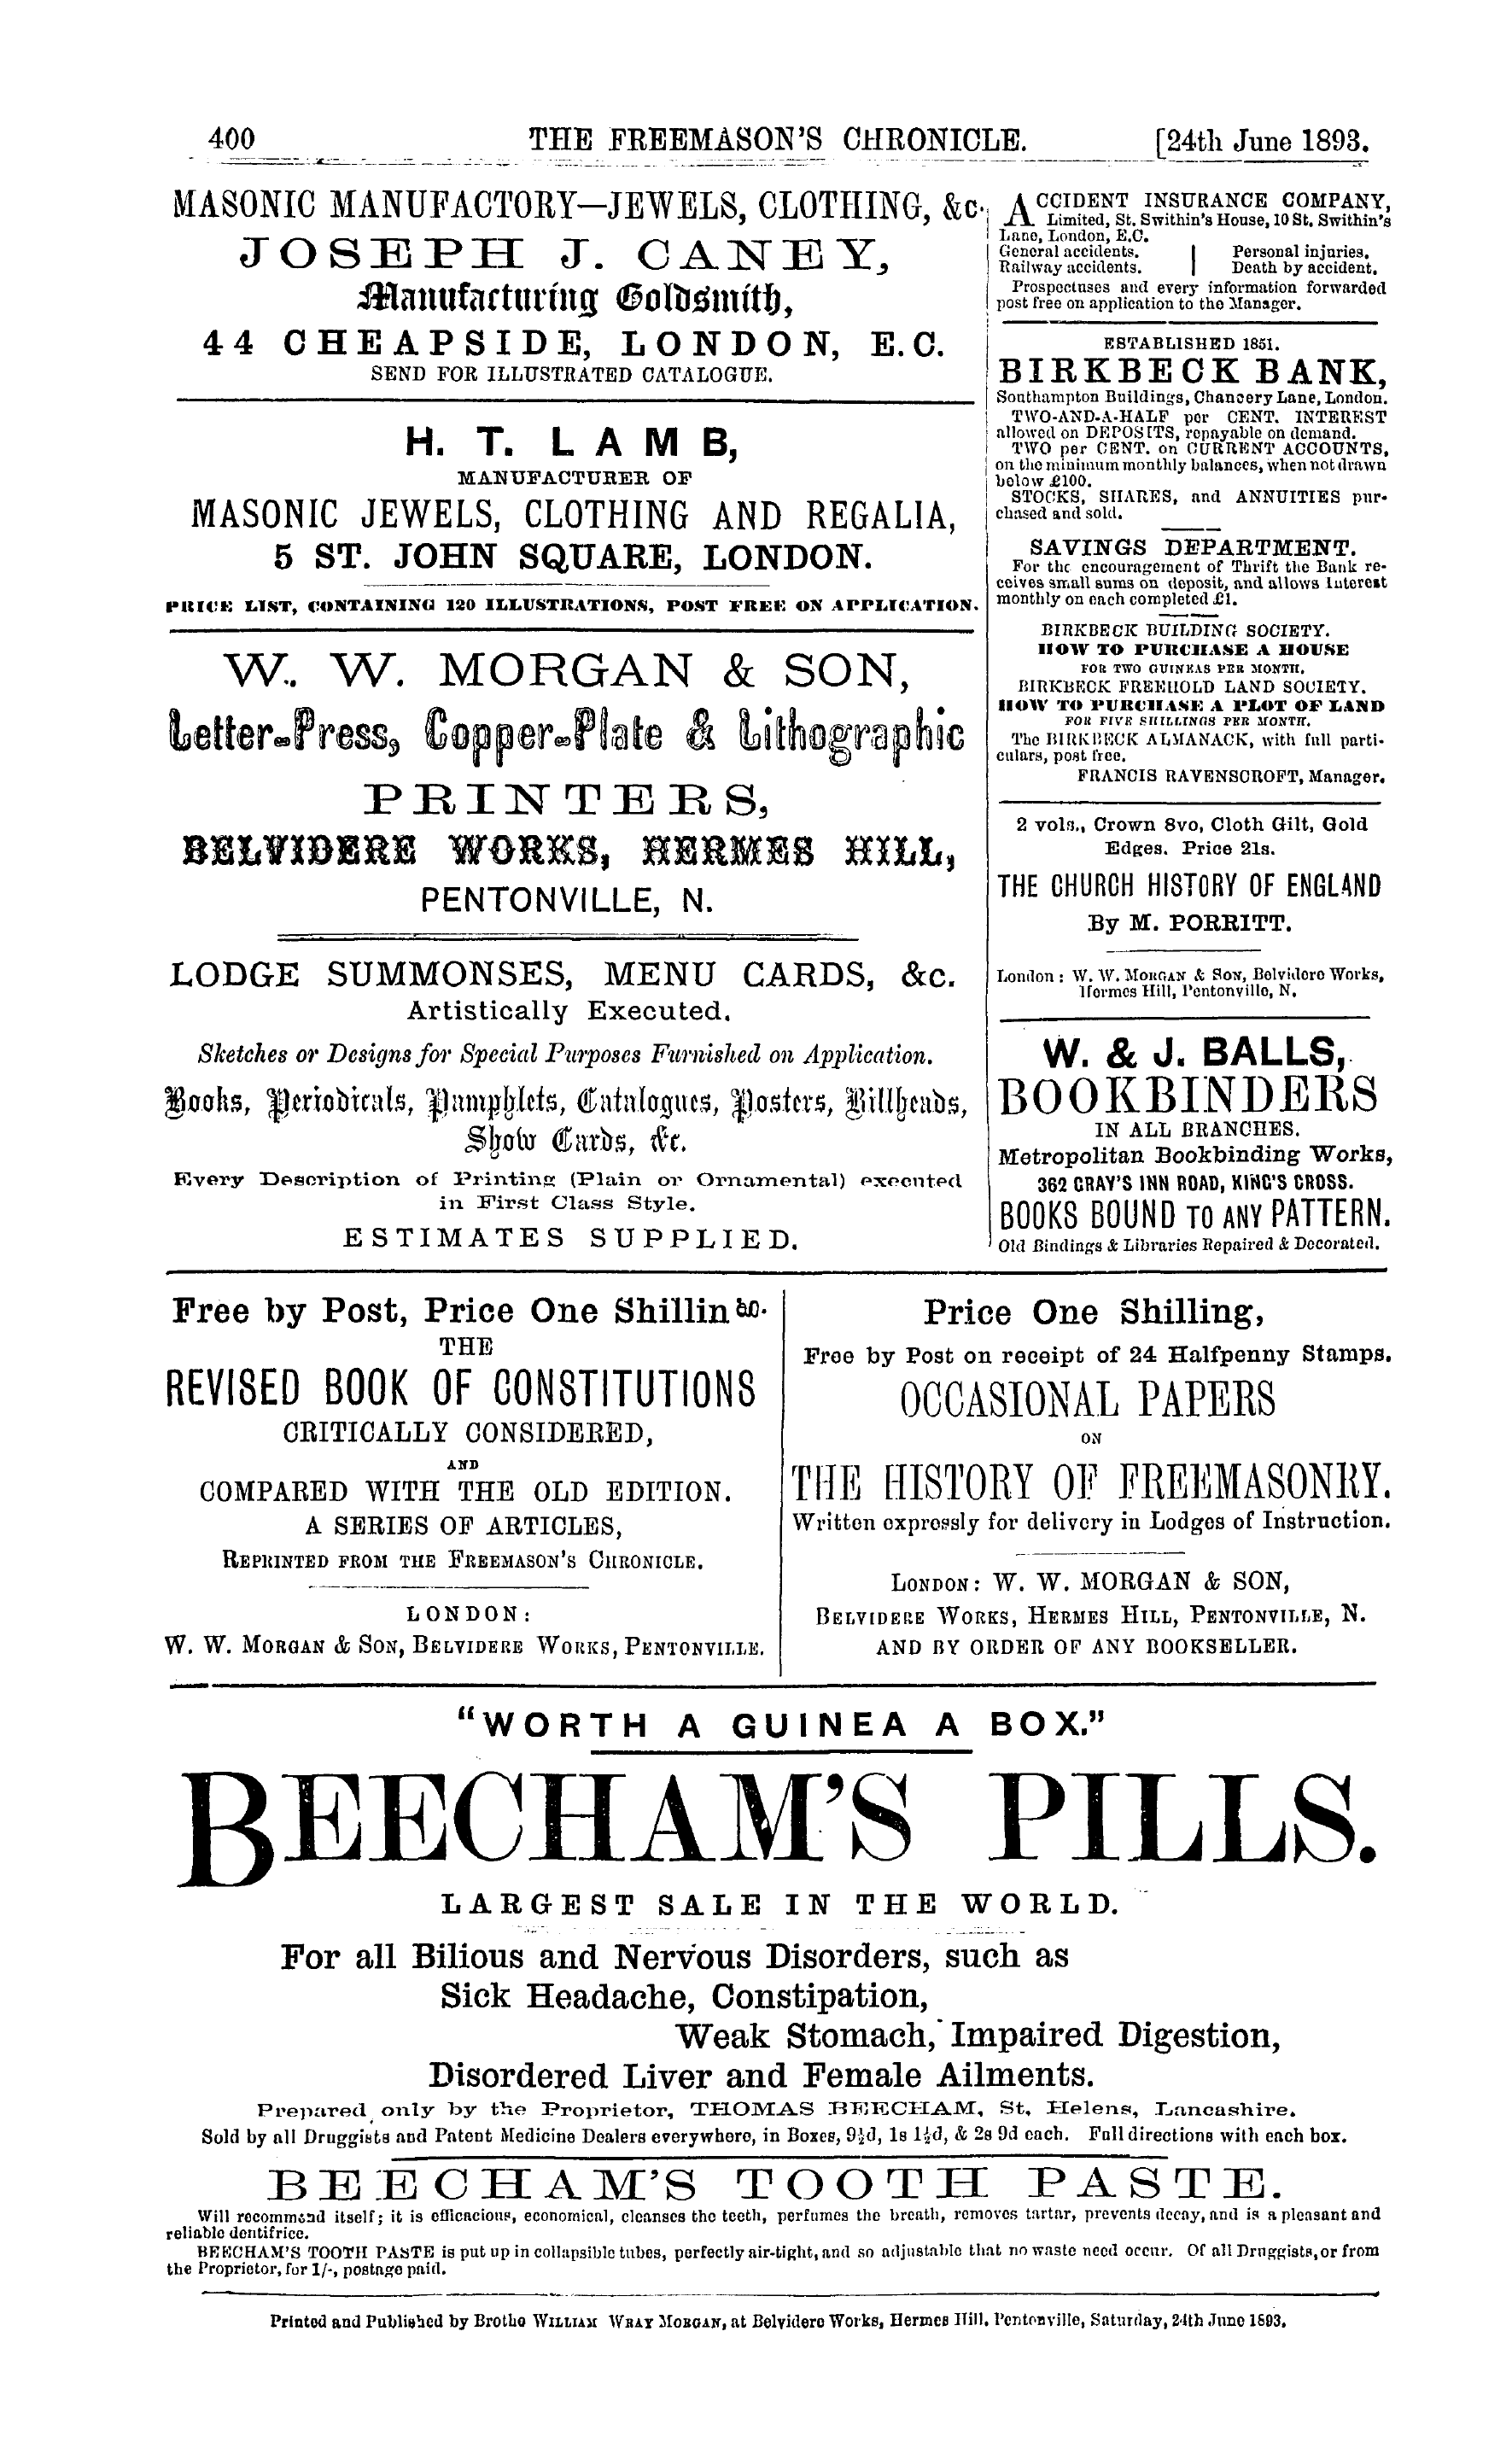 400 THE FREEMASON'S CHRONICLE. [24th June 1893.
MASONIC MANUFACTORY—JEWELS, CLOTHING, &c.
JOSEPH J. CANEY,
Manufacturing Goldsmith,
44 CHEAPSIDE, LONDON, E.C.
SEND FOR ILLUSTRATED CATALOGUE.
H. T. LAMB,
MANUFACTURER OF
MASONIC JEWELS, CLOTHING AND REGALIA,
5 ST. JOHN SQUARE, LONDON.
PRICE LIST, CONTAINING 120 ILLUSTRATIONS, POST FREE ON APPLICATION.
W. W. MORGAN & SON,
Letter-Press, Copper-Plate & Lithographic
PRINTERS,
BELVIDERE WORKS, HERMES HILL,
PENTONVILLE, N.
LODGE SUMMONSES, MENU CARDS, &c.
Artistically Executed.
Sketches or Designs for Special Purposes Furnished on Application.
Books, Periodicals, Pamphlets, Catalogues, Posters, Billheads,
Show Cards, &c.
Every Description of Printing (Plain or Ornamental) executed
in First Class Style.
ESTIMATES SUPPLIED.
ACCIDENT INSURANCE COMPANY,
Limited, St. Swithin's House, 10 St. Swithin's
Lane, London, E.C.
General accidents. | Personal injuries.
Railway accidents. | Death by accident.
Prospectuses and every information forwarded
post free on application to the Manager.
ESTABLISHED 1851.
BIRKBECK BANK,
Southampton Buildings, Chancery Lane, London.
TWO-AND-A-HALF per CENT. INTEREST
allowed on DEPOSITS, repayable on demand.
TWO per CENT. on CURRENT ACCOUNTS,
on the minimum monthly balances, when not drawn
below £100.
STOCKS, SHARES, and ANNUITIES pur-
chased and sold.
SAVINGS DEPARTMENT.
For the encouragement of Thrift the Bank re-
ceives small sums on deposit, and allows Interest
monthly on each completed £1.
BIRKBECK BUILDING SOCIETY.
HOW TO PURCHASE A HOUSE
FOR TWO GUINEAS PER MONTH,
BIRKBECK FREEHOLD LAND SOCIETY.
HOW TO PURCHASE A PLOT OF LAND
FOR FIVE SHILLINGS PER MONTH.
The BIRKBECK ALMANACK, with full parti-
culars, post free.
FRANCIS RAVENSCROFT, Manager.
2 vols., Crown 8vo, Cloth Gilt, Gold
Edges. Price 21s.
THE CHURCH HISTORY OF ENGLAND
By M. PORRITT.
London: W. W. MORGAN & SON, Belvidere Works,
Hermes Hill, Pentonville, N.
W. & J. BALLS,
BOOKBINDERS
IN ALL BRANCHES.
Metropolitan Bookbinding Works,
362 GRAY'S INN ROAD, KING'S CROSS.
BOOKS BOUND TO ANY PATTERN.
Old Bindings & Libraries Repaired & Decorated.
Free by Post, Price One Shilling.
THE
REVISED BOOK OF CONSTITUTIONS
CRITICALLY CONSIDERED,
AND
COMPARED WITH THE OLD EDITION.
A SERIES OF ARTICLES,
REPRINTED FROM THE FREEMASON'S CHRONICLE.
LONDON:
W. W. MORGAN & SON, BELVIDERE WORKS, PENTONVILLE.
Price One Shilling,
Free by Post on receipt of 24 Halfpenny Stamps.
OCCASIONAL PAPERS
ON
THE HISTORY OF FREEMASONRY.
Written expressly for delivery in Lodges of Instruction.
LONDON: W. W. MORGAN & SON,
BELVIDERE WORKS, HERMES HILL, PENTONVILLE, N.
AND BY ORDER OF ANY BOOKSELLER.
"WORTH A GUINEA A BOX."
BEECHAM'S PILLS.
LARGEST SALE IN THE WORLD.
For all Bilious and Nervous Disorders, such as
Sick Headache, Constipation,
Weak Stomach, Impaired Digestion,
Disordered Liver and Female Ailments.
Prepared only by the Proprietor, THOMAS BEECHAM, St. Helens, Lancashire.
Sold by all Druggists and Patent Medicine Dealers everywhere, in Boxes, 9½d, 1s 1½d, & 2s 9d each. Full directions with each box.
BEECHAM'S TOOTH PASTE.
Will recommend itself; it is efficacious, economical, cleanses the teeth, perfumes the breath, removes tartar, prevents decay, and is a pleasant and
reliable dentifrice.
BEECHAM'S TOOTH PASTE is put up in collapsible tubes, perfectly air-tight, and so adjustable that no waste need occur. Of all Druggists, or from
the Proprietor, for 1/-, postage paid.
Printed and Published by Brothe WILLIAM WRAY MORGAN, at Belvidere Works, Hermes Hill, Pentonville, Saturday, 24th June 1893.